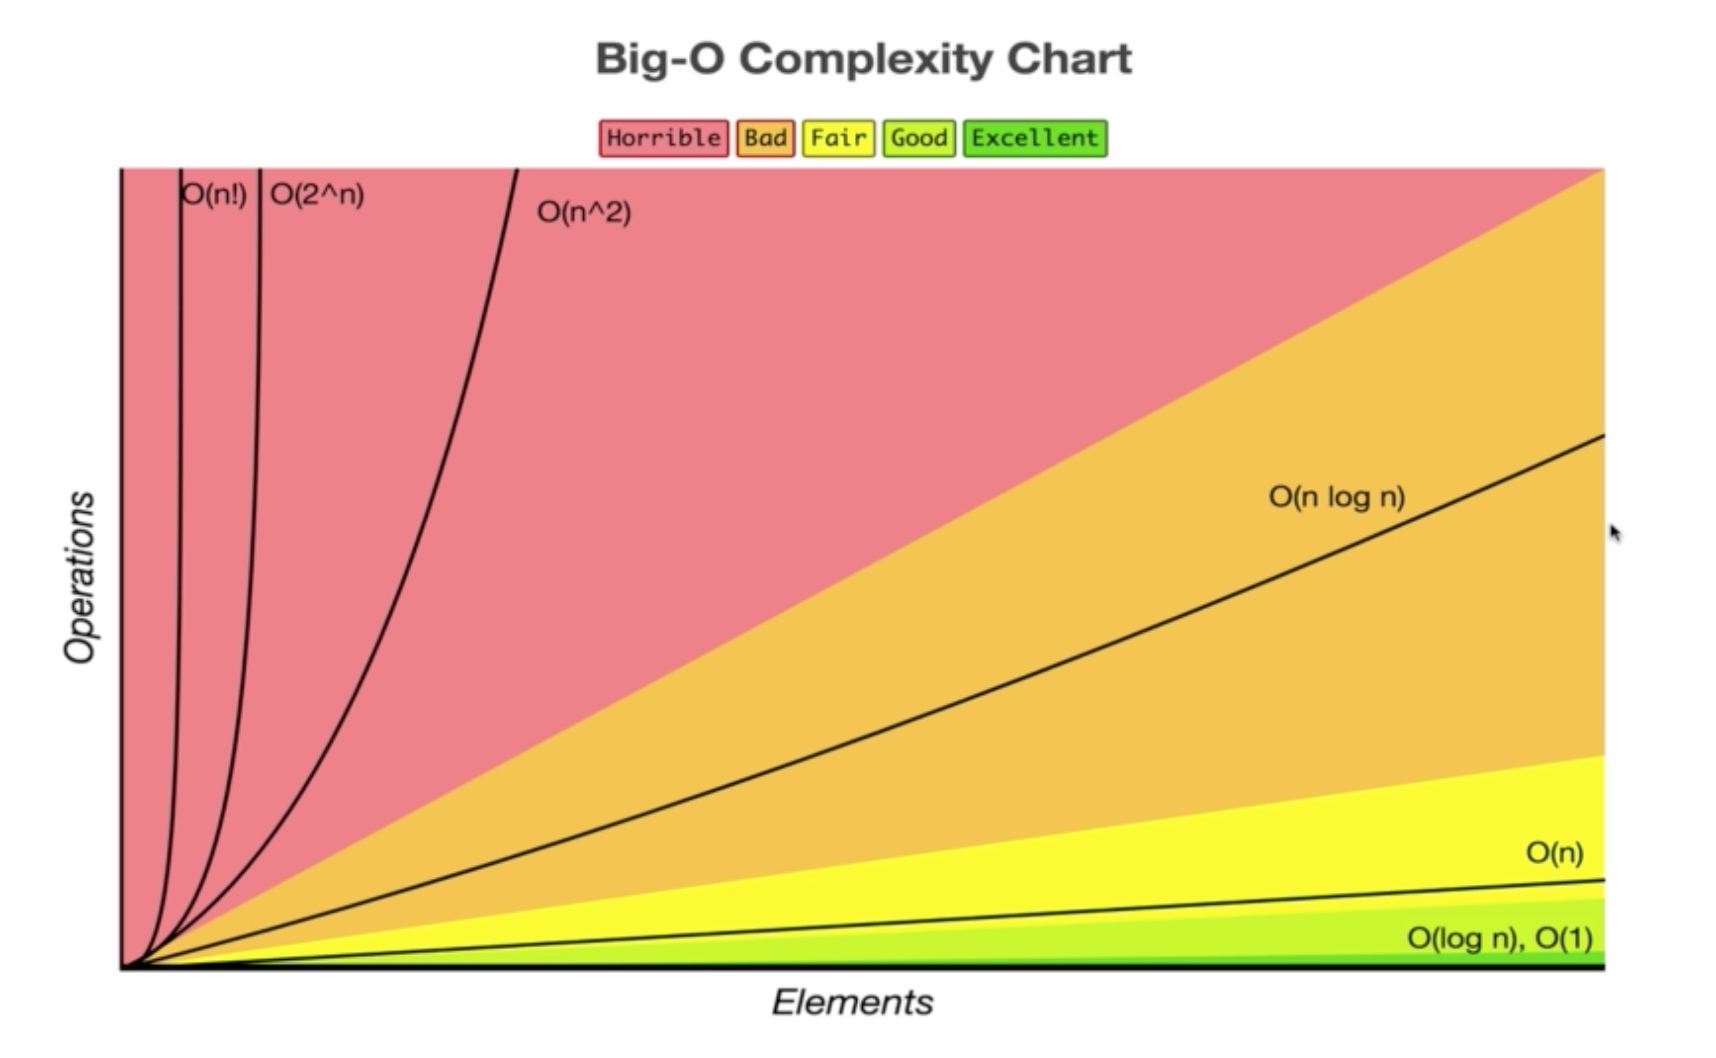 Big-O Complexity Chart
Horrible Bad Fair Good Excellent
O(n!) O(2^n)
O(n^2)
O(n log n)
Operations
O(n)
O(log n), O(1)
Elements